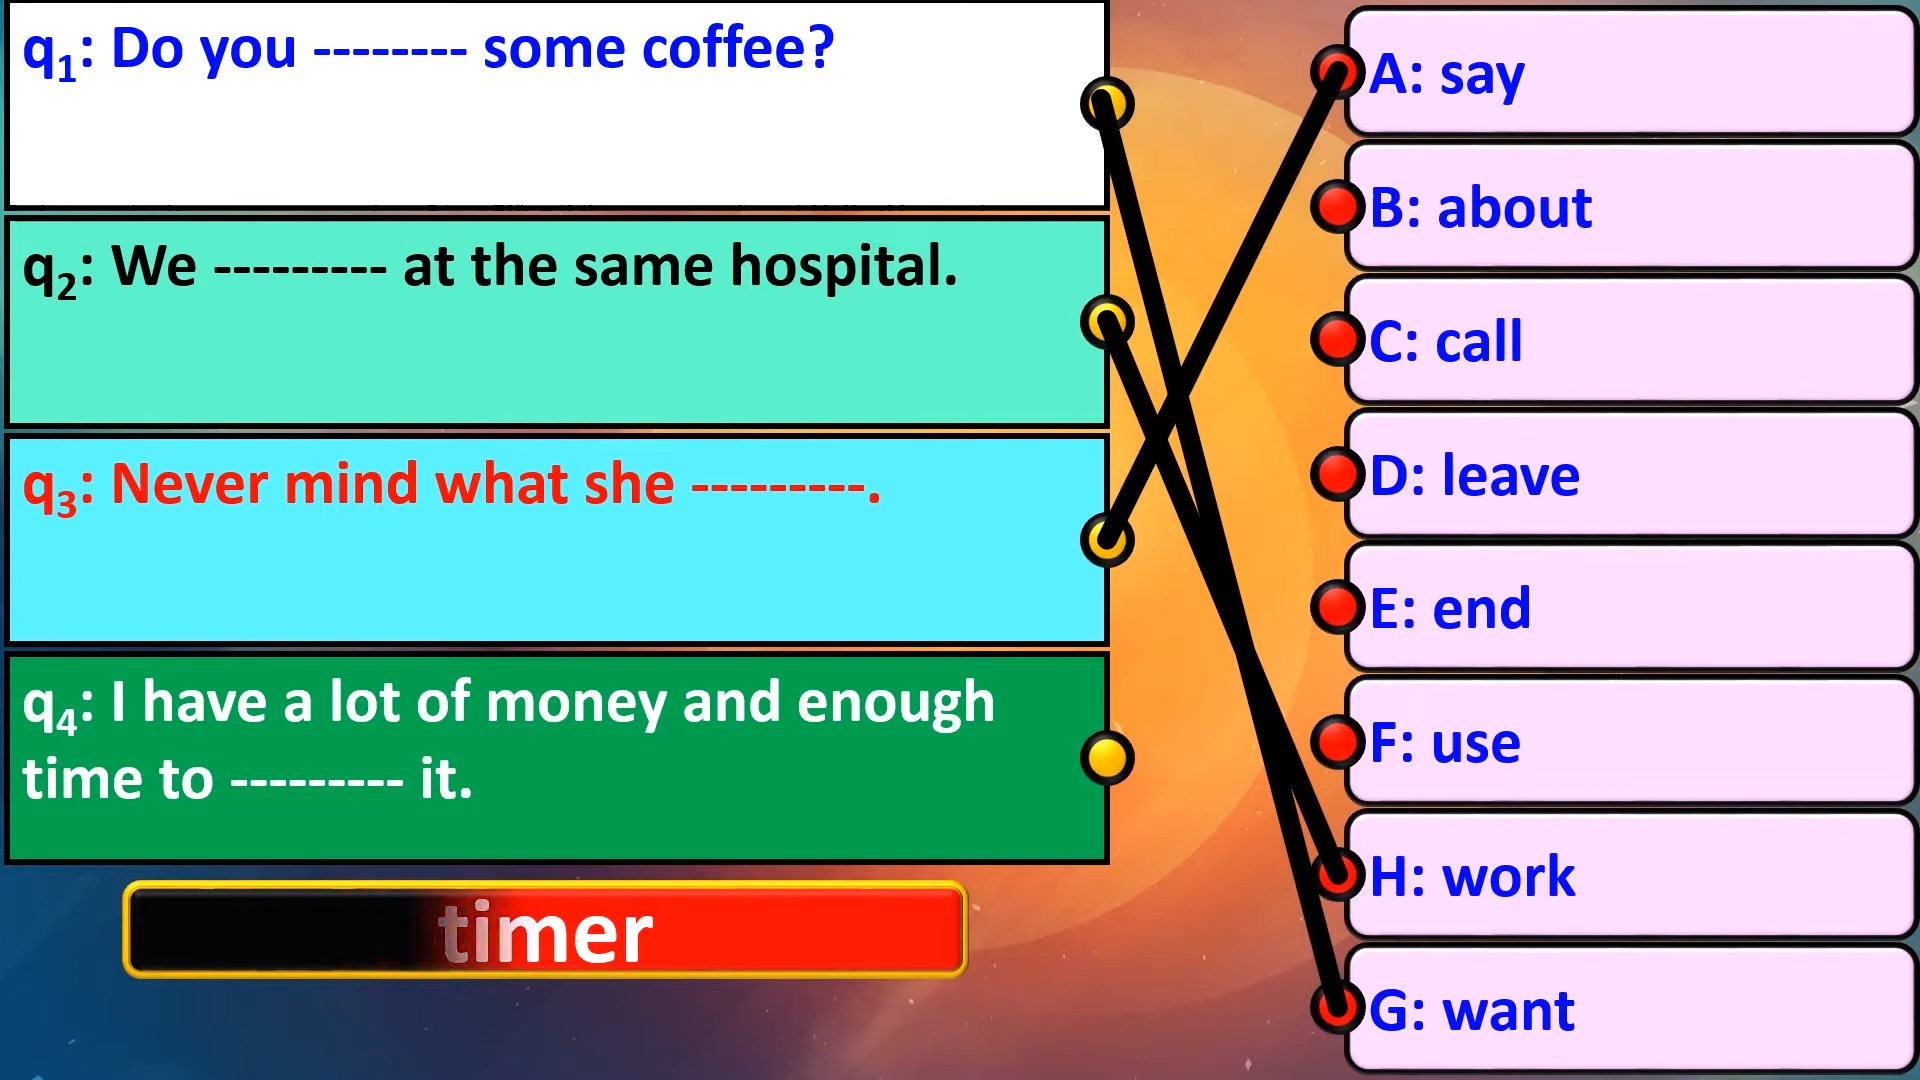 q1: Do you -------- some coffee?
q2: We --------- at the same hospital.
q3: Never mind what she ---------.
q4: I have a lot of money and enough
time to --------- it.
timer
A: say
B: about
C: call
D: leave
E: end
F: use
H: work
G: want